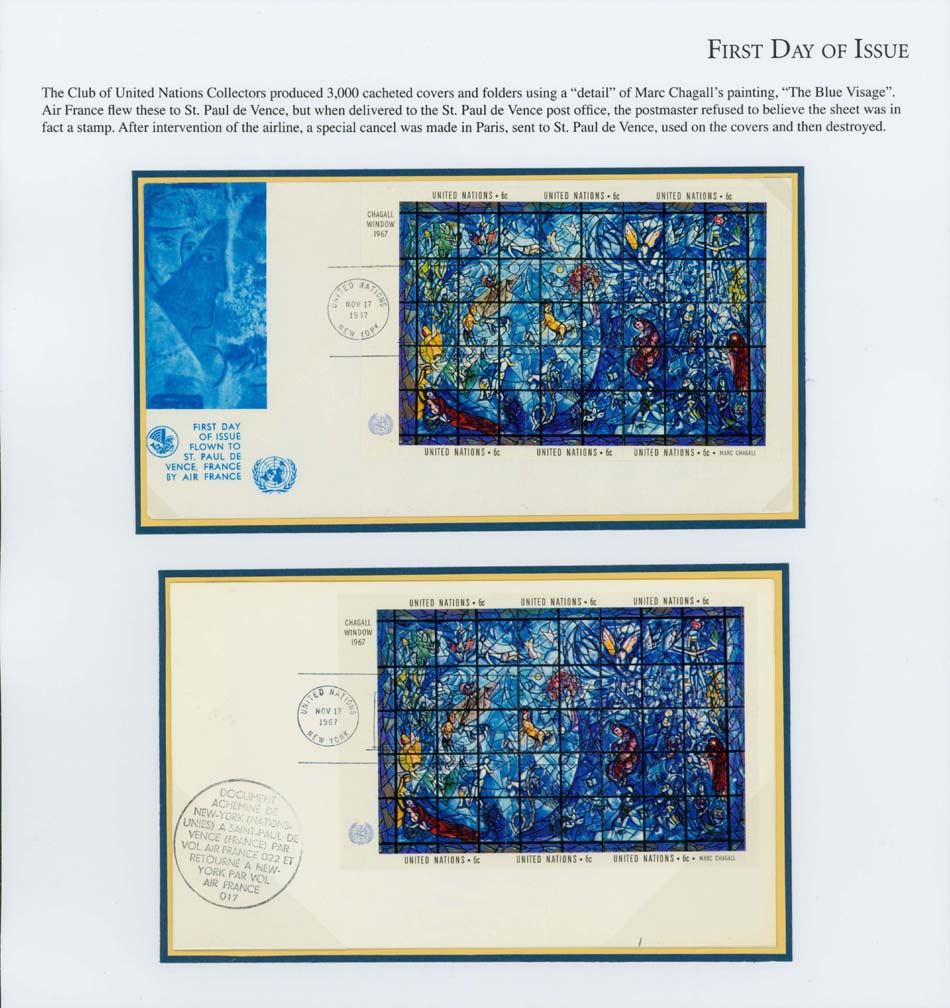 FIRST DAY OF ISSUE
The Club of United Nations Collectors produced 3,000 cacheted covers and folders using a “detail” of Marc Chagall’s painting, “The Blue Visage”.
Air France flew these to St. Paul de Vence, but when delivered to the St. Paul de Vence post office, the postmaster refused to believe the sheet was in
fact a stamp. After intervention of the airline, a special cancel was made in Paris, sent to St. Paul de Vence, used on the covers and then destroyed.
UNITED NATIONS • 6c UNITED NATIONS • 6c UNITED NATIONS • 6c
CHAGALL
WINDOW
1967
UNITED NATIONS
NOV 17
1967
NEW YORK
FIRST DAY
OF ISSUE
FLOWN TO
ST. PAUL DE
VENCE, FRANCE
BY AIR FRANCE
UNITED NATIONS • 6c UNITED NATIONS • 6c UNITED NATIONS • 6c • MARC CHAGALL
UNITED NATIONS • 6c UNITED NATIONS • 6c UNITED NATIONS • 6c
CHAGALL
WINDOW
1967
UNITED NATIONS
NOV 17
1967
NEW YORK
DOCUMENT
ACHEMINÉ DE
NEW-YORK (NATIONS-
UNIES) A SAINT-PAUL DE
VENCE (FRANCE) PAR
VOL AIR FRANCE 022 ET
RETOURNE A NEW-
YORK PAR VOL
AIR FRANCE
017
UNITED NATIONS • 6c UNITED NATIONS • 6c UNITED NATIONS • 6c • MARC CHAGALL